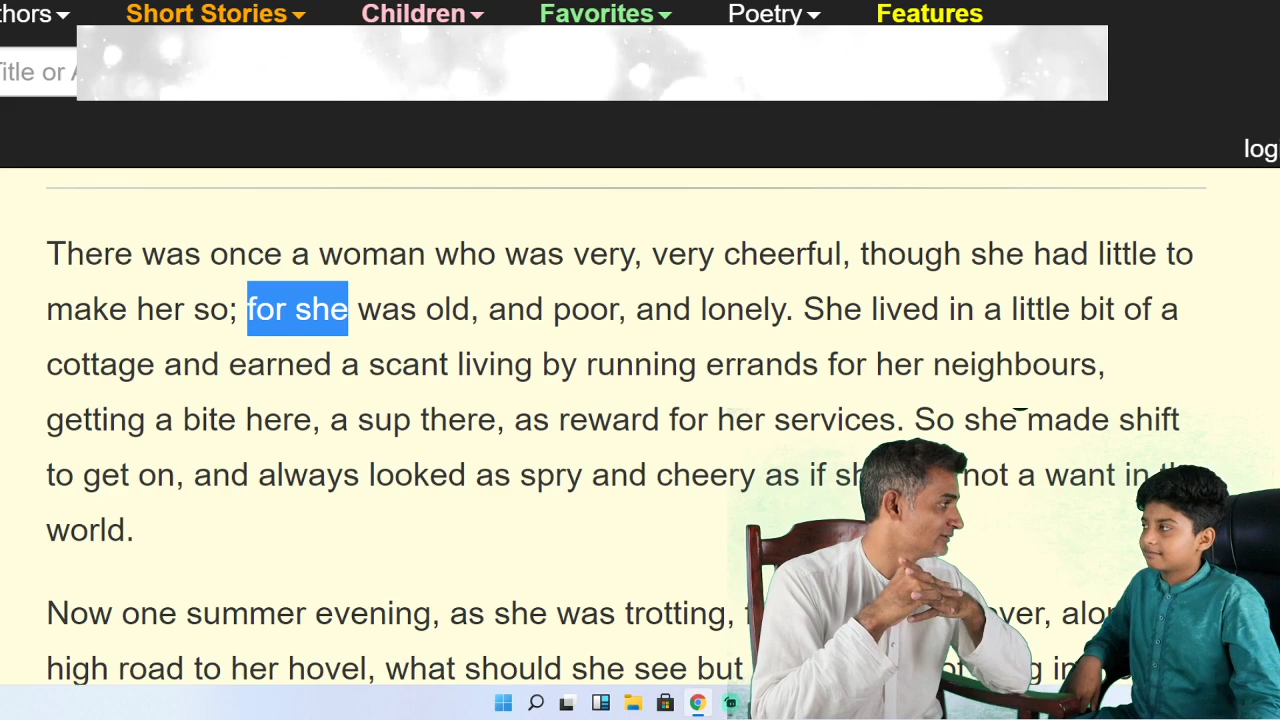 thors Short Stories Children Favorites Poetry Features
Title or A
log
There was once a woman who was very, very cheerful, though she had little to
make her so; for she was old, and poor, and lonely. She lived in a little bit of a
cottage and earned a scant living by running errands for her neighbours,
getting a bite here, a sup there, as reward for her services. So she made shift
to get on, and always looked as spry and cheery as if sh not a want in th
world.
Now one summer evening, as she was trotting, f ver, alon
high road to her hovel, what should she see but